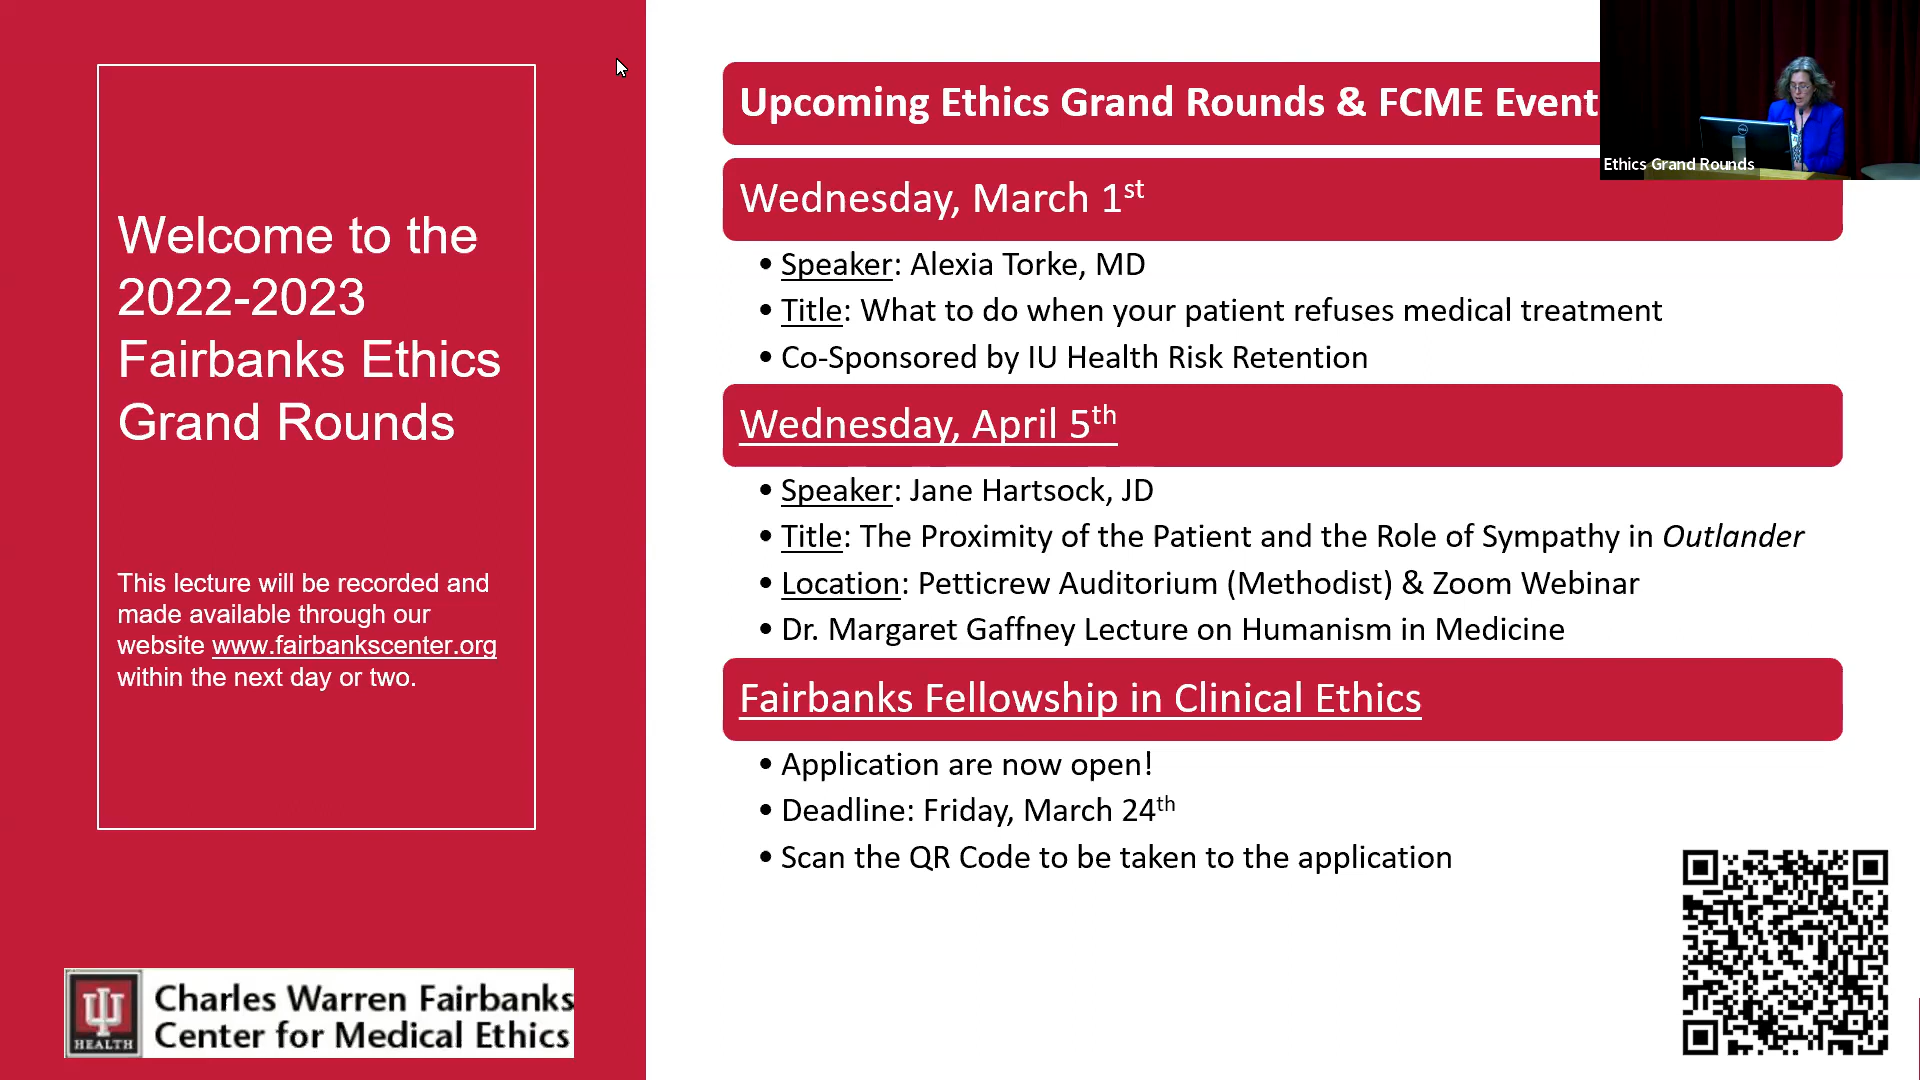 Welcome to the
2022-2023
Fairbanks Ethics
Grand Rounds
This lecture will be recorded and
made available through our
website www.fairbankscenter.org
within the next day or two.
HEALTH
Charles Warren Fairbanks
Center for Medical Ethics
Upcoming Ethics Grand Rounds & FCME Event
Wednesday, March 1st
• Speaker: Alexia Torke, MD
• Title: What to do when your patient refuses medical treatment
• Co-Sponsored by IU Health Risk Retention
Wednesday, April 5th
• Speaker: Jane Hartsock, JD
• Title: The Proximity of the Patient and the Role of Sympathy in Outlander
• Location: Petticrew Auditorium (Methodist) & Zoom Webinar
• Dr. Margaret Gaffney Lecture on Humanism in Medicine
Fairbanks Fellowship in Clinical Ethics
• Application are now open!
• Deadline: Friday, March 24th
• Scan the QR Code to be taken to the application
Ethics Grand Rounds